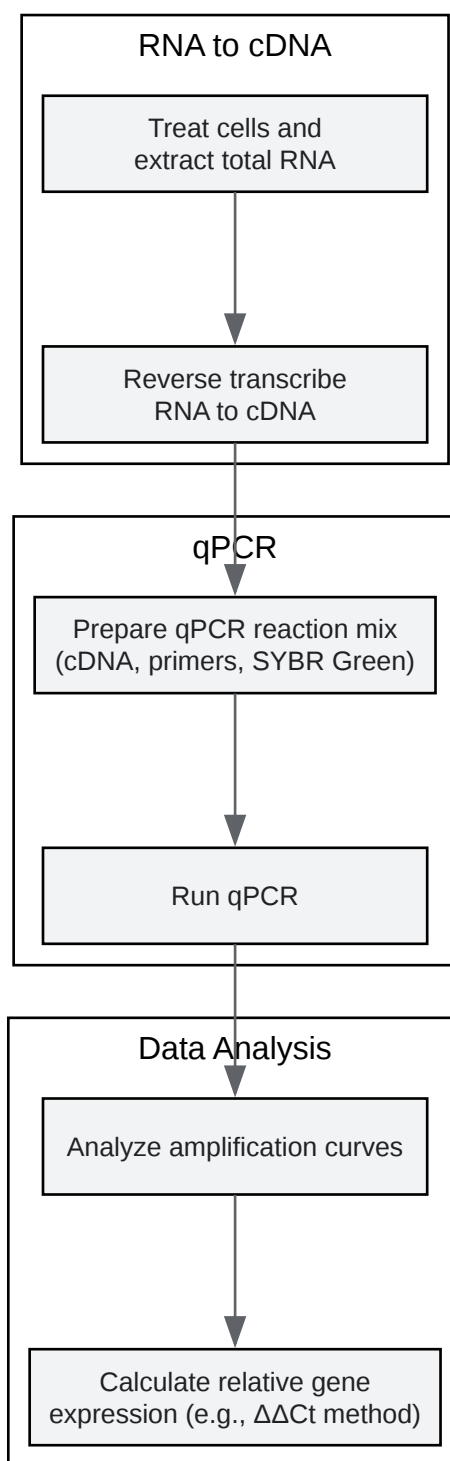 RNA to cDNA
Treat cells and
extract total RNA
Reverse transcribe
RNA to cDNA
qPCR
Prepare qPCR reaction mix
(cDNA, primers, SYBR Green)
Run qPCR
Data Analysis
Analyze amplification curves
Calculate relative gene
expression (e.g., ΔΔCt method)